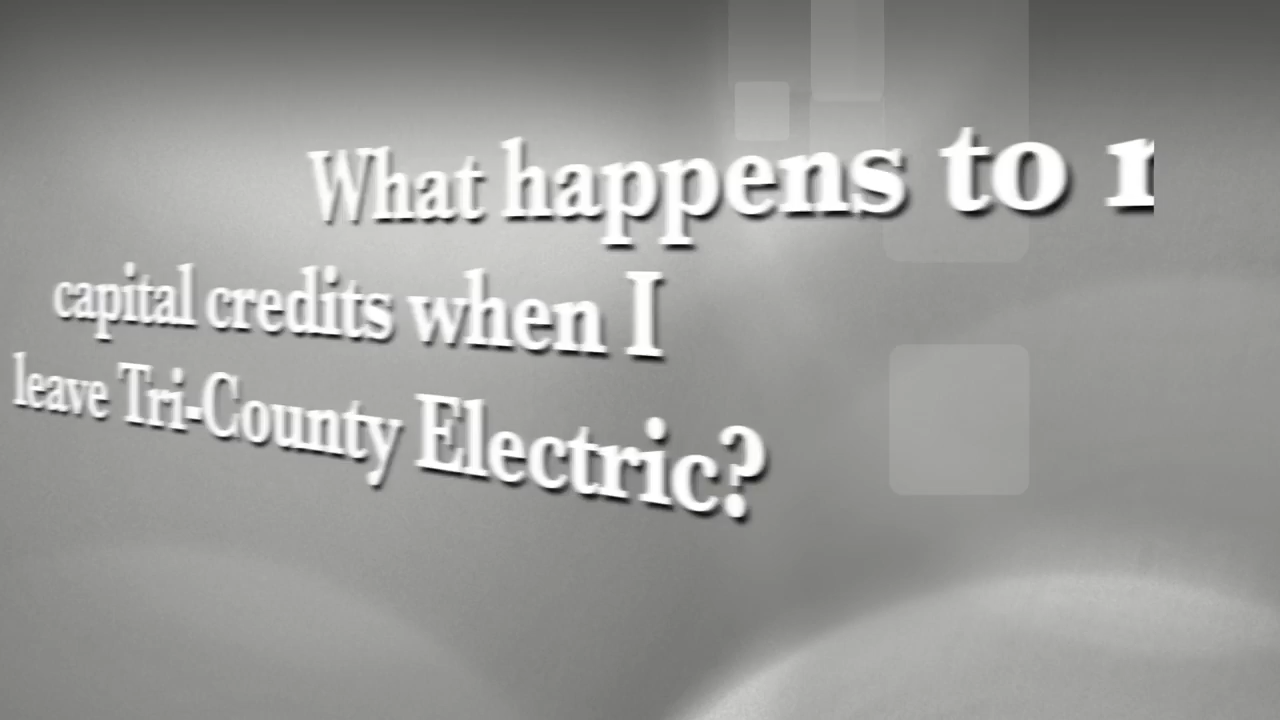 What happens to
capital credits when I
leave Tri-County Electric?